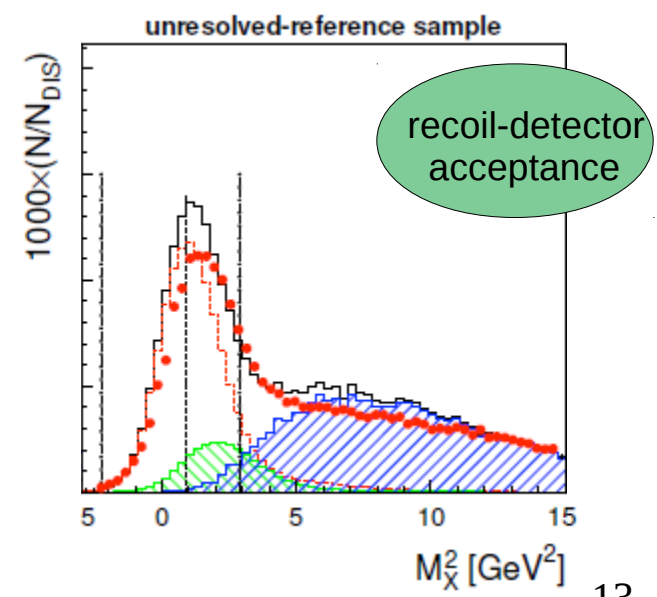 unresolved-reference sample
1000×(N/N_DIS)
recoil-detector
acceptance
5 0 5 10 15
M_X^2 [GeV^2]
13